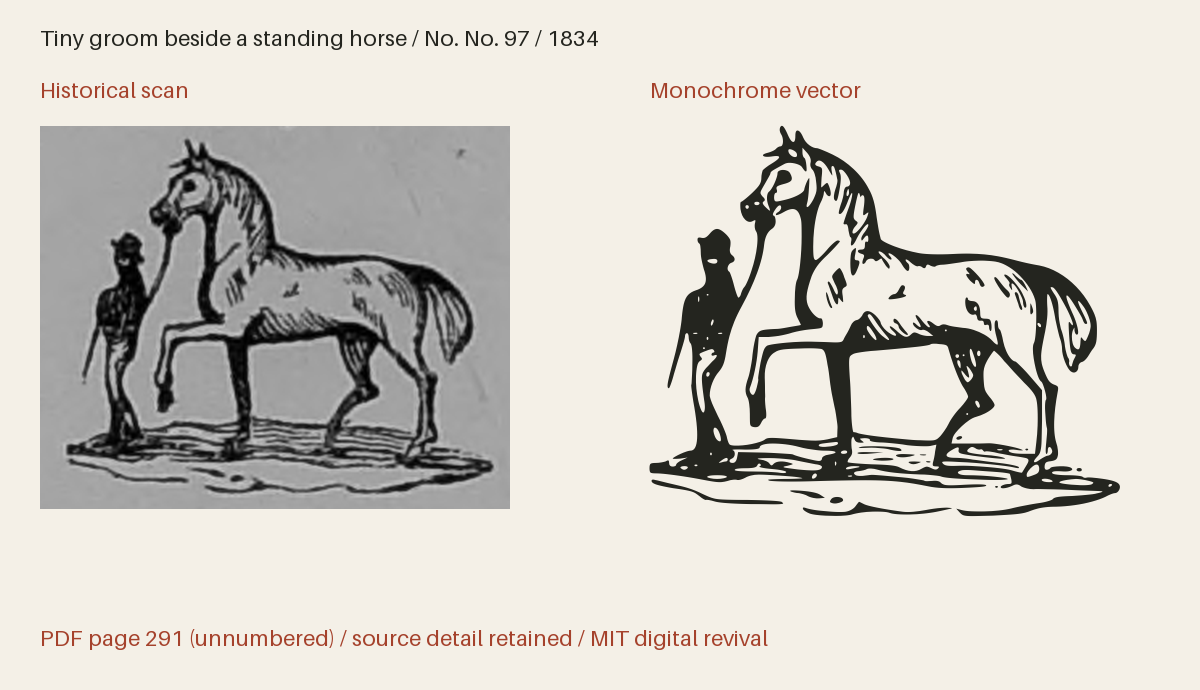 Tiny groom beside a standing horse / No. No. 97 / 1834
Historical scan
Monochrome vector
PDF page 291 (unnumbered) / source detail retained / MIT digital revival